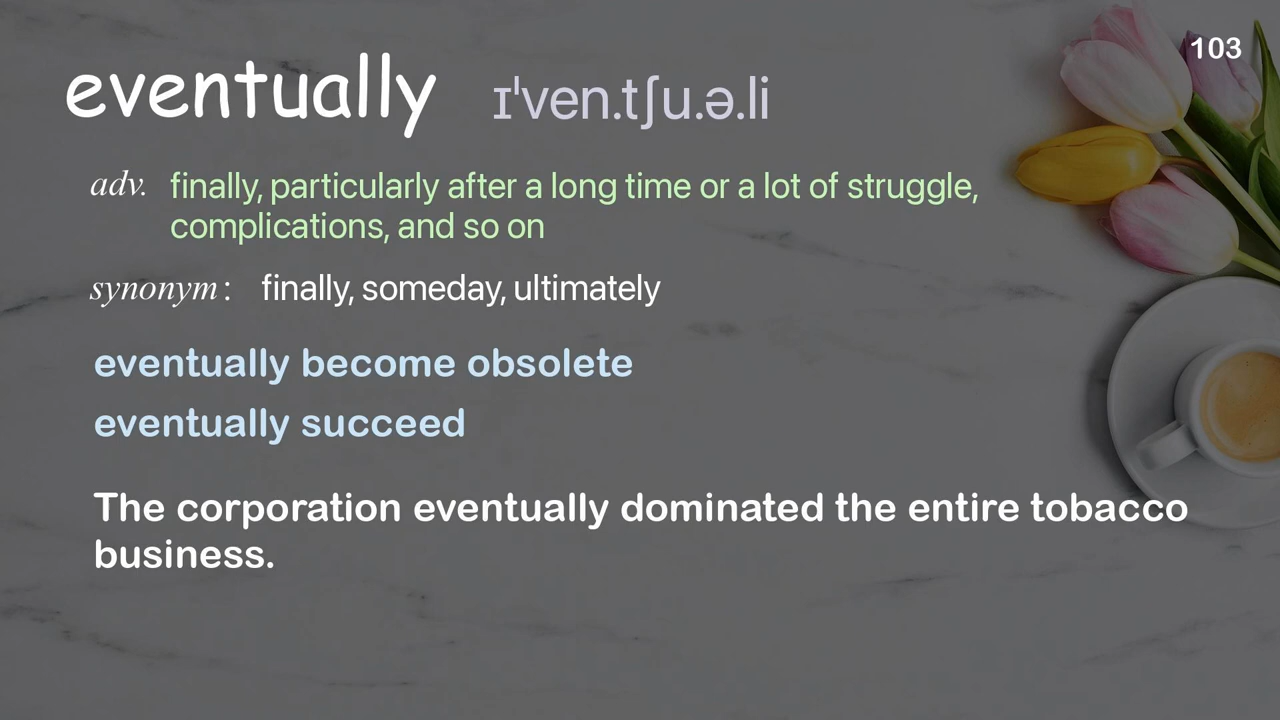 103
eventually ɪˈven.tʃu.ə.li
adv. finally, particularly after a long time or a lot of struggle,
complications, and so on
synonym : finally, someday, ultimately
eventually become obsolete
eventually succeed
The corporation eventually dominated the entire tobacco
business.